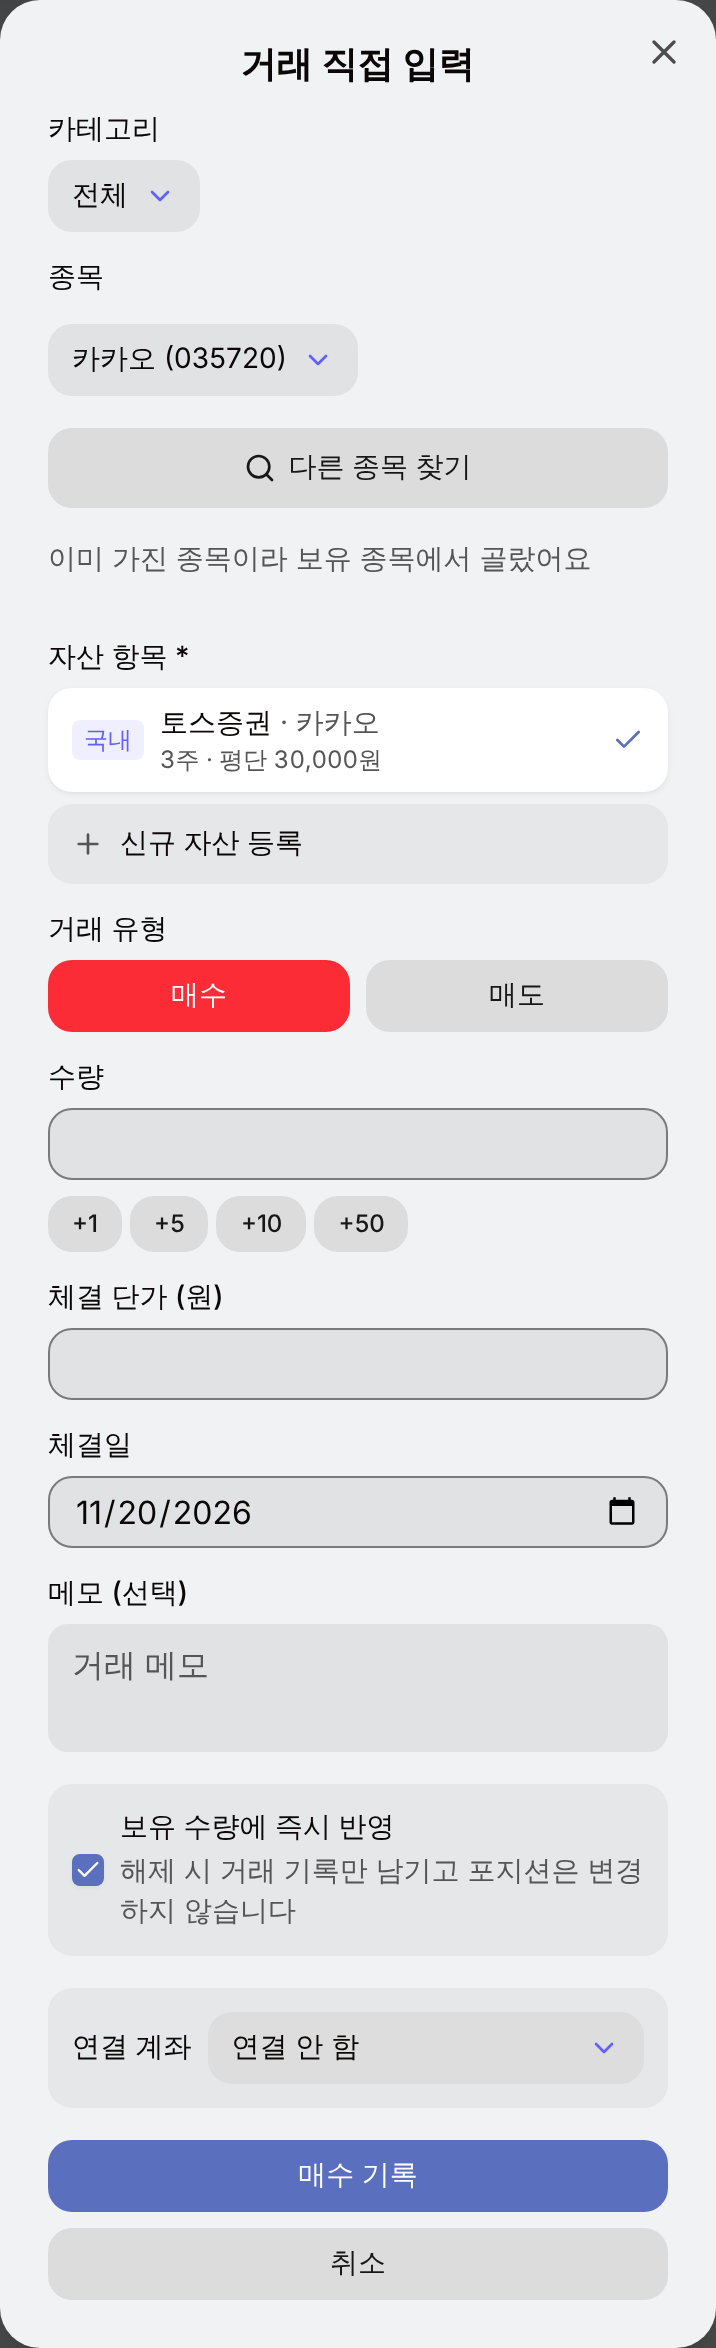 거래 직접 입력
카테고리
전체
종목
카카오 (035720)
다른 종목 찾기
이미 가진 종목이라 보유 종목에서 골랐어요
자산 항목 *
국내
토스증권 · 카카오
3주 · 평단 30,000원
신규 자산 등록
거래 유형
매수 매도
수량
+1 +5 +10 +50
체결 단가 (원)
체결일
11/20/2026
메모 (선택)
거래 메모
보유 수량에 즉시 반영
해제 시 거래 기록만 남기고 포지션은 변경
하지 않습니다
연결 계좌 연결 안 함
매수 기록
취소